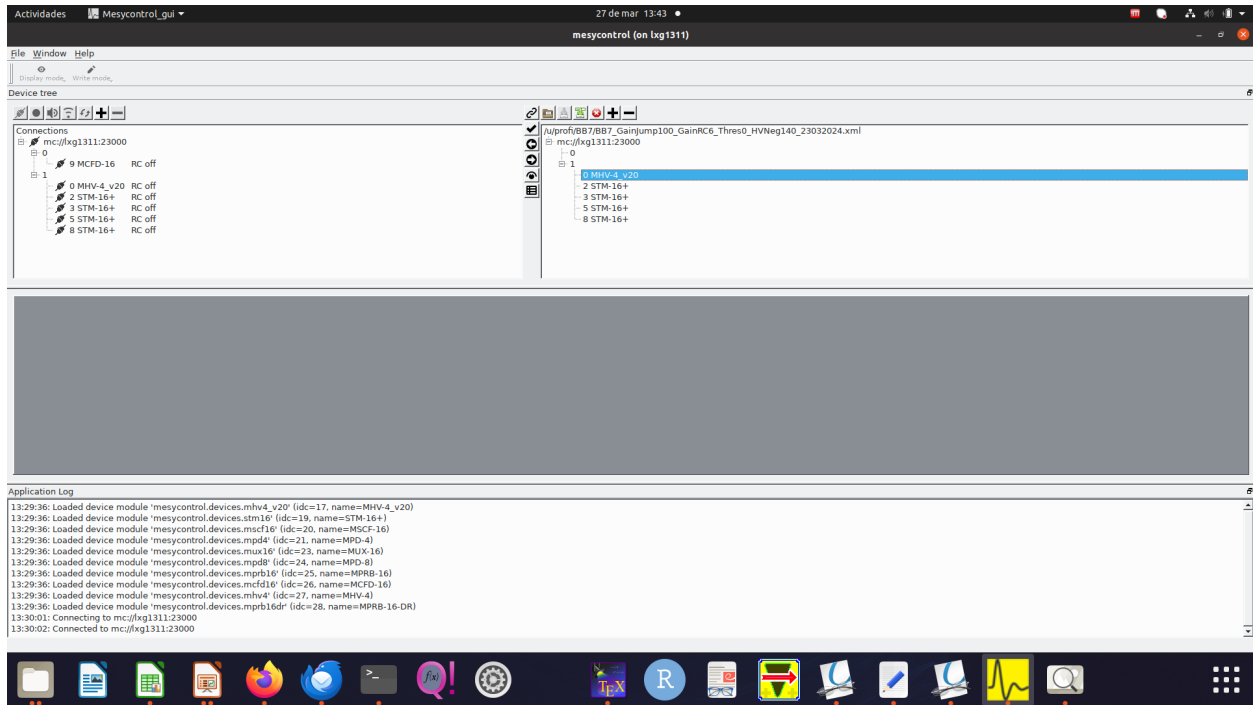 Actividades Mesycontrol_gui 27 de mar 13:43
mesycontrol (on lxg1311)
File Window Help
Display mode, Write mode,
Device tree
Connections
mc://lxg1311:23000
0
9 MCFD-16 RC off
1
0 MHV-4_v20 RC off
2 STM-16+ RC off
3 STM-16+ RC off
5 STM-16+ RC off
8 STM-16+ RC off
/u/profi/BB7/BB7_GainJump100_GainRC6_Thres0_HVNeg140_23032024.xml
mc://lxg1311:23000
0
1
0 MHV-4_v20
2 STM-16+
3 STM-16+
5 STM-16+
8 STM-16+
Application Log
13:29:36: Loaded device module 'mesycontrol.devices.mhv4_v20' (idc=17, name=MHV-4_v20)
13:29:36: Loaded device module 'mesycontrol.devices.stm16' (idc=19, name=STM-16+)
13:29:36: Loaded device module 'mesycontrol.devices.mscf16' (idc=20, name=MSCF-16)
13:29:36: Loaded device module 'mesycontrol.devices.mpd4' (idc=21, name=MPD-4)
13:29:36: Loaded device module 'mesycontrol.devices.mux16' (idc=23, name=MUX-16)
13:29:36: Loaded device module 'mesycontrol.devices.mpd8' (idc=24, name=MPD-8)
13:29:36: Loaded device module 'mesycontrol.devices.mprb16' (idc=25, name=MPRB-16)
13:29:36: Loaded device module 'mesycontrol.devices.mcfd16' (idc=26, name=MCFD-16)
13:29:36: Loaded device module 'mesycontrol.devices.mhv4' (idc=27, name=MHV-4)
13:29:36: Loaded device module 'mesycontrol.devices.mprb16dr' (idc=28, name=MPRB-16-DR)
13:30:01: Connecting to mc://lxg1311:23000
13:30:02: Connected to mc://lxg1311:23000
>_ f(x) ! TEX R